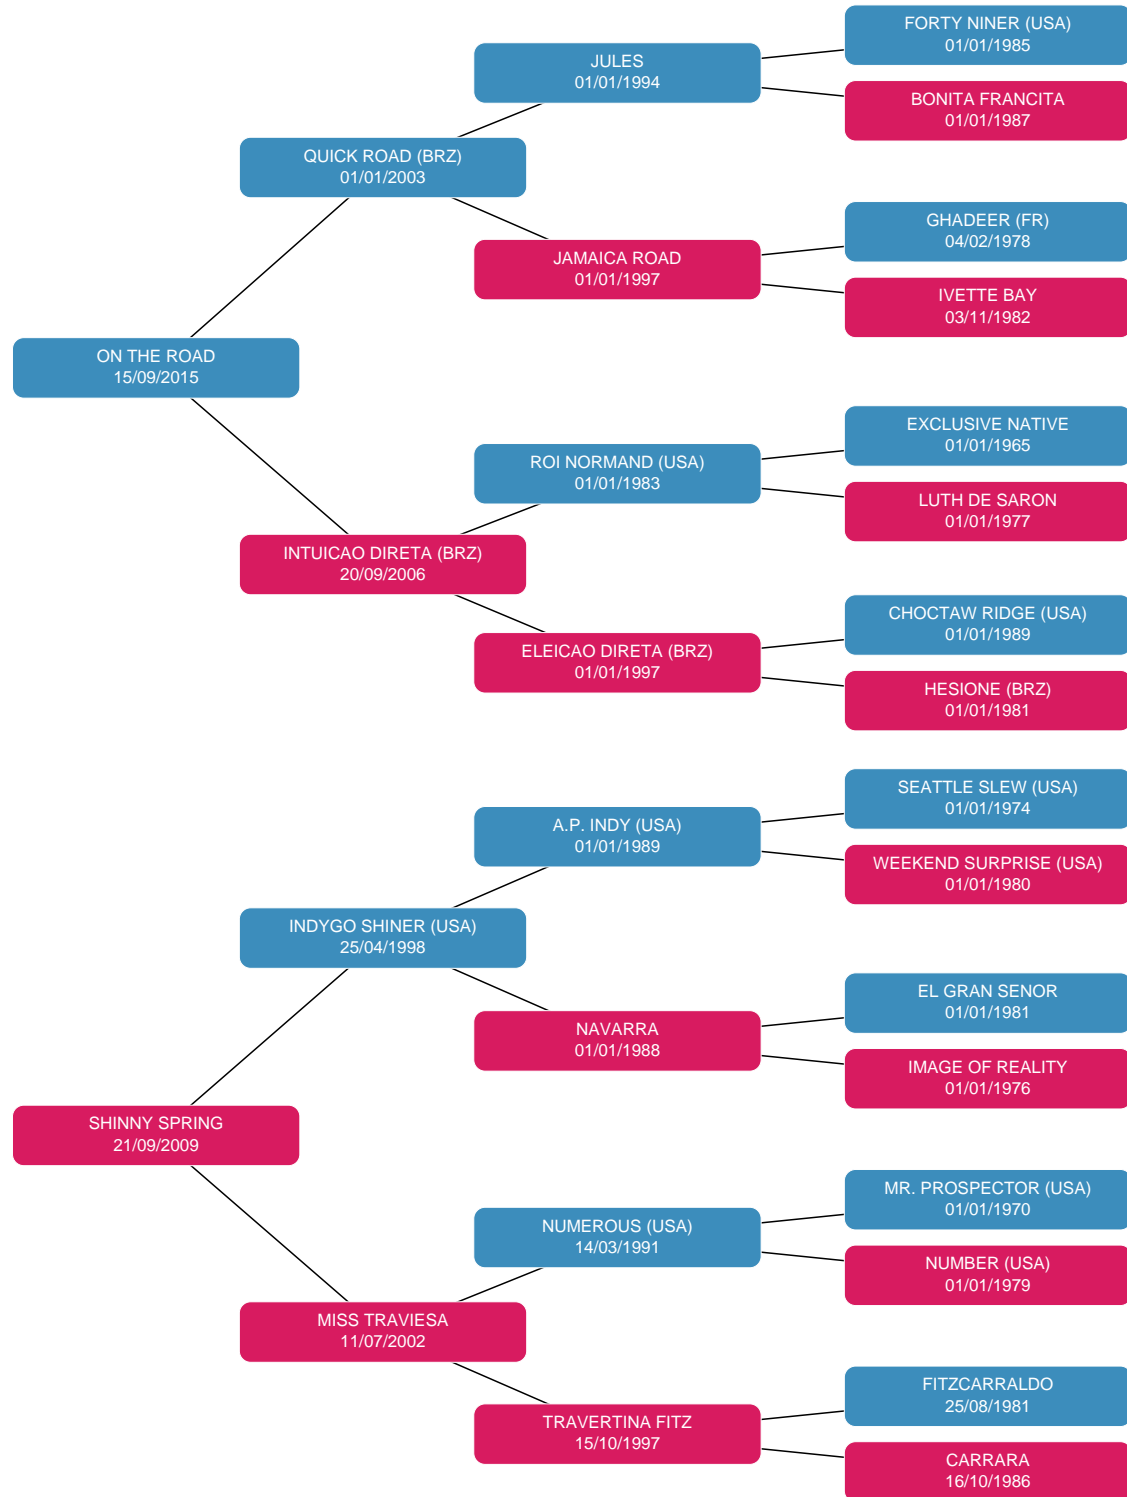 FORTY NINER (USA)
01/01/1985
JULES
01/01/1994
BONITA FRANCITA
01/01/1987
QUICK ROAD (BRZ)
01/01/2003
GHADEER (FR)
04/02/1978
JAMAICA ROAD
01/01/1997
IVETTE BAY
03/11/1982
ON THE ROAD
15/09/2015
EXCLUSIVE NATIVE
01/01/1965
ROI NORMAND (USA)
01/01/1983
LUTH DE SARON
01/01/1977
INTUICAO DIRETA (BRZ)
20/09/2006
CHOCTAW RIDGE (USA)
01/01/1989
ELEICAO DIRETA (BRZ)
01/01/1997
HESIONE (BRZ)
01/01/1981
SEATTLE SLEW (USA)
01/01/1974
A.P. INDY (USA)
01/01/1989
WEEKEND SURPRISE (USA)
01/01/1980
INDYGO SHINER (USA)
25/04/1998
EL GRAN SENOR
01/01/1981
NAVARRA
01/01/1988
IMAGE OF REALITY
01/01/1976
SHINNY SPRING
21/09/2009
MR. PROSPECTOR (USA)
01/01/1970
NUMEROUS (USA)
14/03/1991
NUMBER (USA)
01/01/1979
MISS TRAVIESA
11/07/2002
FITZCARRALDO
25/08/1981
TRAVERTINA FITZ
15/10/1997
CARRARA
16/10/1986